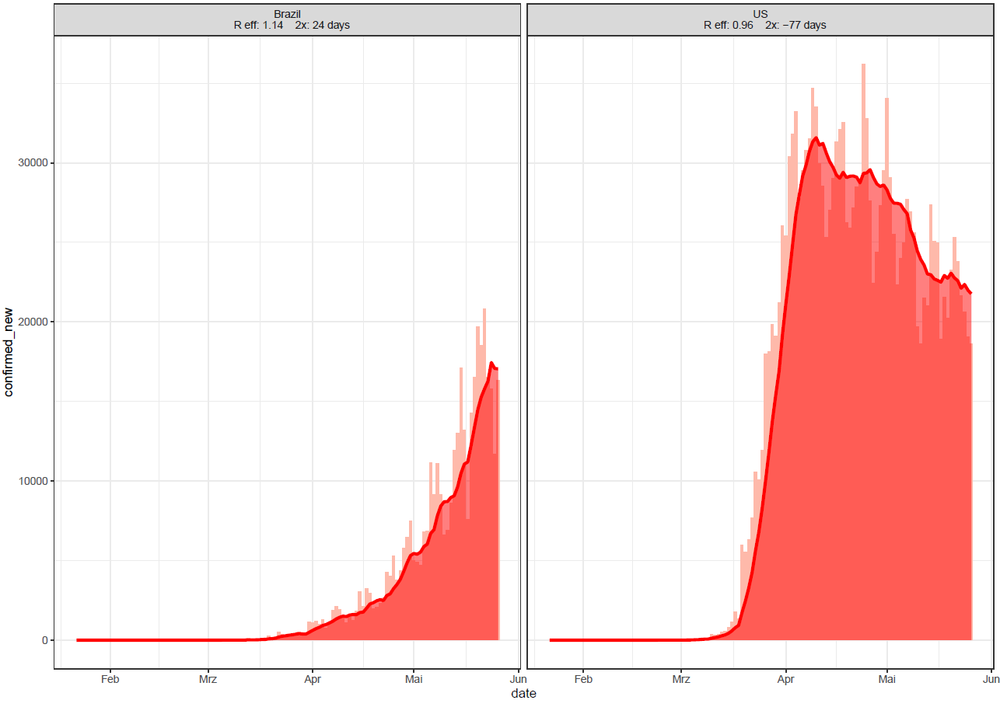 Brazil
R eff: 1.14 2x: 24 days
US
R eff: 0.96 2x: −77 days
confirmed_new
30000
20000
10000
0
Feb Mrz Apr Mai Jun
Feb Mrz Apr Mai Jun
date